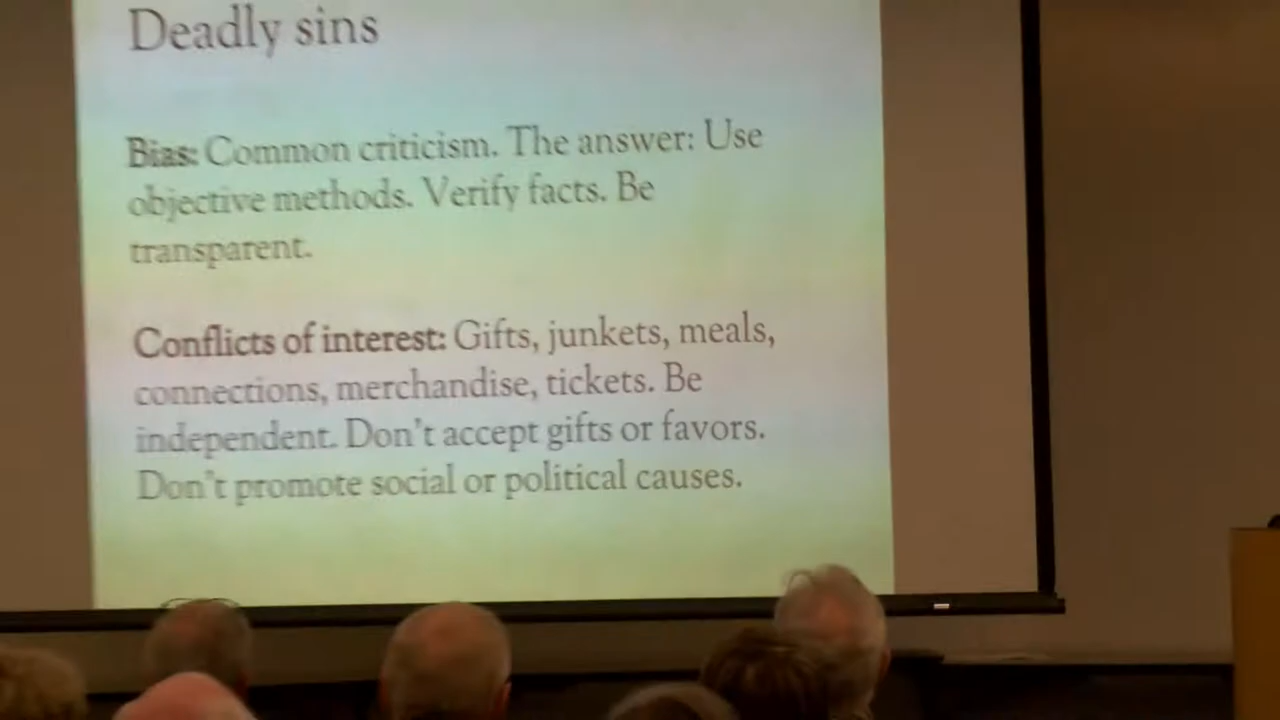 Deadly sins
Bias: Common criticism. The answer: Use
objective methods. Verify facts. Be
transparent.
Conflicts of interest: Gifts, junkets, meals,
connections, merchandise, tickets. Be
independent. Don't accept gifts or favors.
Don't promote social or political causes.